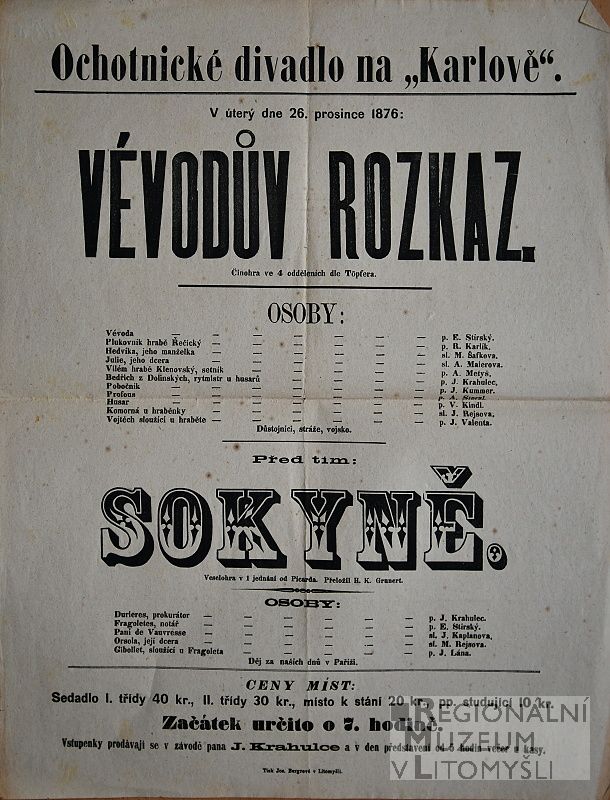 Ochotnické divadlo na „Karlově“.
V úterý dne 26. prosince 1876:
VÉVODŮV ROZKAZ.
Činohra ve 4 odděleních dle Töpfera.
OSOBY:
Vévoda — — — — — — — p. E. Stirský.
Plukovník hrabě Řečický — — — — — — p. R. Karlík.
Hedvika, jeho manželka — — — — — — sl. M. Šafkova.
Julie, jeho dcera — — — — — — — sl. A. Malerova.
Vilém hrabě Klenovský, setník — — — — — p. A. Metyš.
Bedřich z Dolinských, rytmistr u husarů — — — — p. J. Krahulec.
Pobočník — — — — — — — p. J. Kummer.
Profous — — — — — — — p. A.
Husar — — — — — — — p. V. Kindl.
Komorná u hraběnky — — — — — — sl. J. Rejsova.
Vojtěch sloužící u hraběte — — — — — — p. J. Valenta.
Důstojníci, stráže, vojsko.
Před tím:
SOKYNĚ.
Veselohra v 1 jednání od Picarda. Přeložil H. K. Grunert.
OSOBY:
Durieres, prokurátor — — — — — — p. J. Krahulec.
Fragoletes, notář — — — — — — p. E. Stirský.
Paní de Vauvresse — — — — — — sl. J. Kaplanova.
Orsola, její dcera — — — — — — sl. M. Rejsova.
Gibollet, sloužící u Fragoleta — — — — — p. J. Lána.
Děj za našich dnů v Paříži.
CENY MÍST:
Sedadlo I. třídy 40 kr., II. třídy 30 kr., místo k stání 20 kr., pp. studující 10 kr.
Začátek určito o 7. hodině.
Vstupenky prodávají se v závodě pana J. Krahulce a v den představení od 5 hodin večer u kasy.
Tisk Jos. Bergrové v Litomyšli.
REGIONÁLNÍ
MUZEUM
V LITOMYŠLI